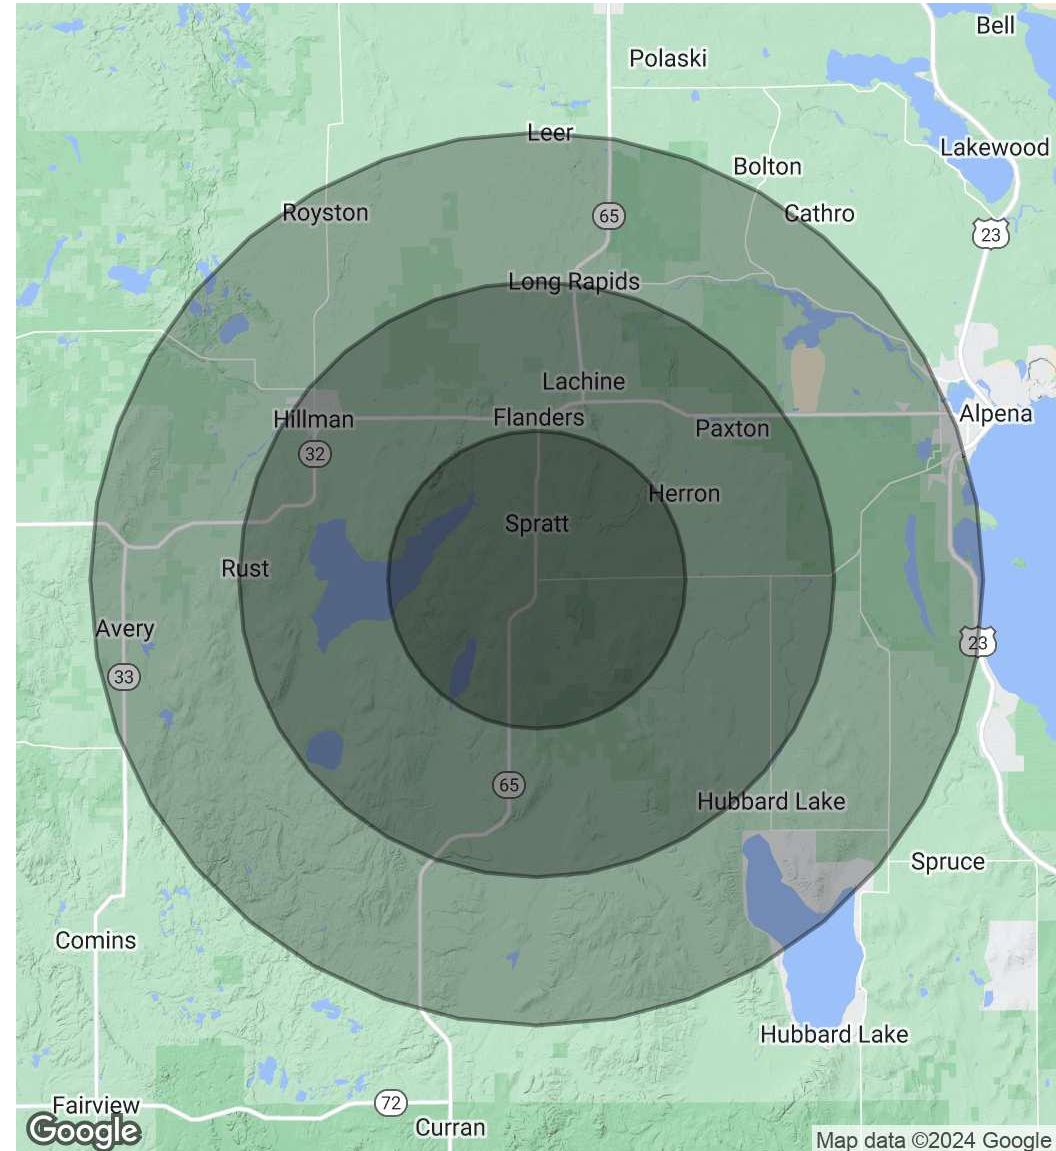 Bell
Polaski
Leer
Lakewood
Bolton
Royston
65
Cathro
23
Long Rapids
Lachine
Hillman
Flanders
Paxton
Alpena
32
Herron
Spratt
Rust
Avery
23
33
65
Hubbard Lake
Spruce
Comins
Hubbard Lake
Fairview
72
Curran
Google
Map data ©2024 Google